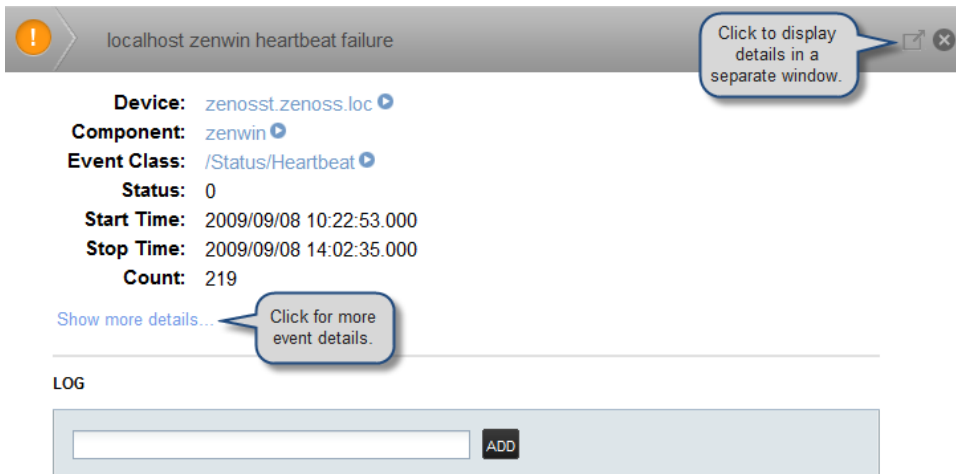 localhost zenwin heartbeat failure
Click to display
details in a
separate window.
Device: zenosst.zenoss.loc
Component: zenwin
Event Class: /Status/Heartbeat
Status: 0
Start Time: 2009/09/08 10:22:53.000
Stop Time: 2009/09/08 14:02:35.000
Count: 219
Show more details...
Click for more
event details.
LOG
ADD